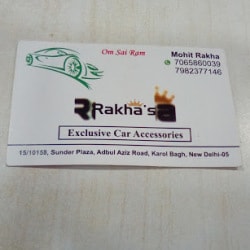 Om Sai Ram
Mohit Rakha
7065860039
7982377146
Rakha's
Exclusive Car Accessories
15/10158, Sunder Plaza, Adbul Aziz Road, Karol Bagh, New Delhi-05